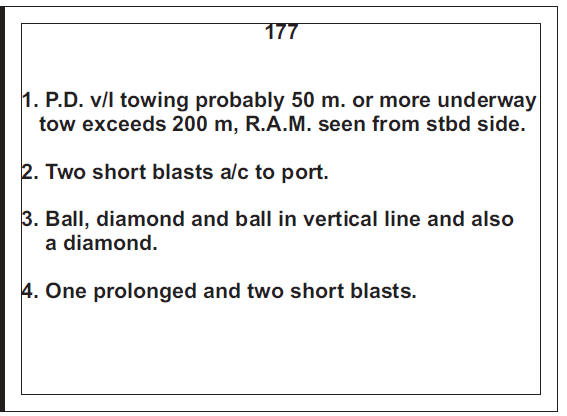 177
1. P.D. v/l towing probably 50 m. or more underway
tow exceeds 200 m, R.A.M. seen from stbd side.
2. Two short blasts a/c to port.
3. Ball, diamond and ball in vertical line and also
a diamond.
4. One prolonged and two short blasts.